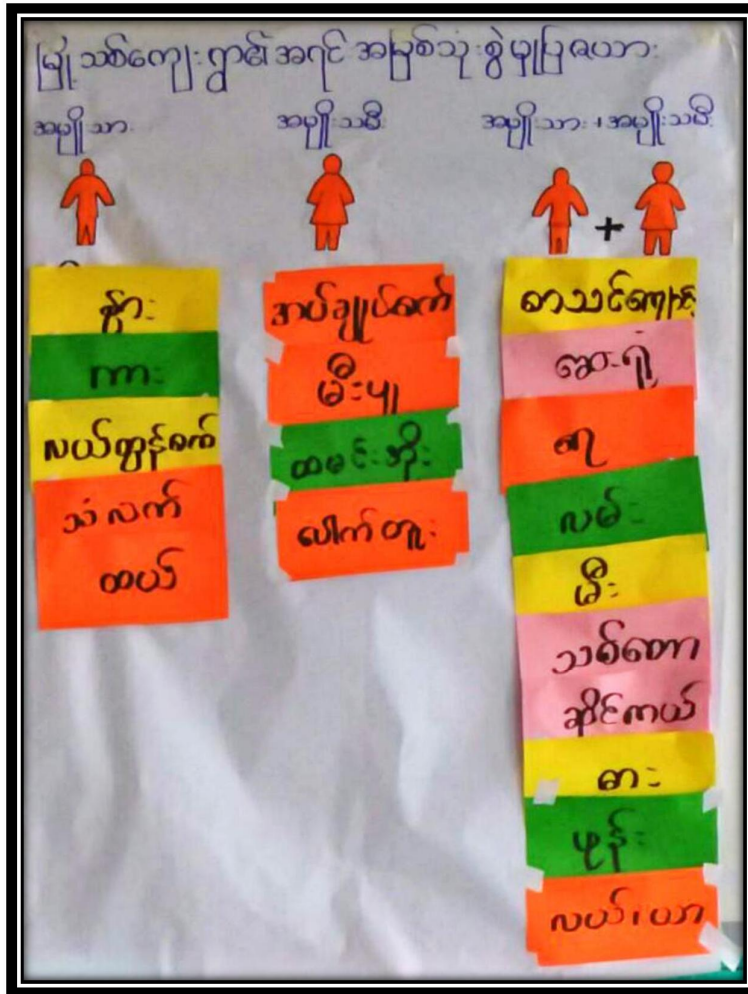 မြို့သစ်ကျေးရွာ၏ အရင်းအမြစ်သုံးစွဲမှုပြဇယား
အမျိုးသား
အမျိုးသမီး
အမျိုးသား ၊ အမျိုးသမီး
+
နွား
ကား
လယ်ထွန်စက်
သံလက်
ထယ်
အပ်ချုပ်စက်
မီးပူ
ထမင်းအိုး
ပေါက်တူး
စာသင်ကျောင်း
ဆေးရုံ
ရေ
လမ်း
မီး
သစ်တော
ဆိုင်ကယ်
ဓား
ဖုန်း
လယ်၊ယာ